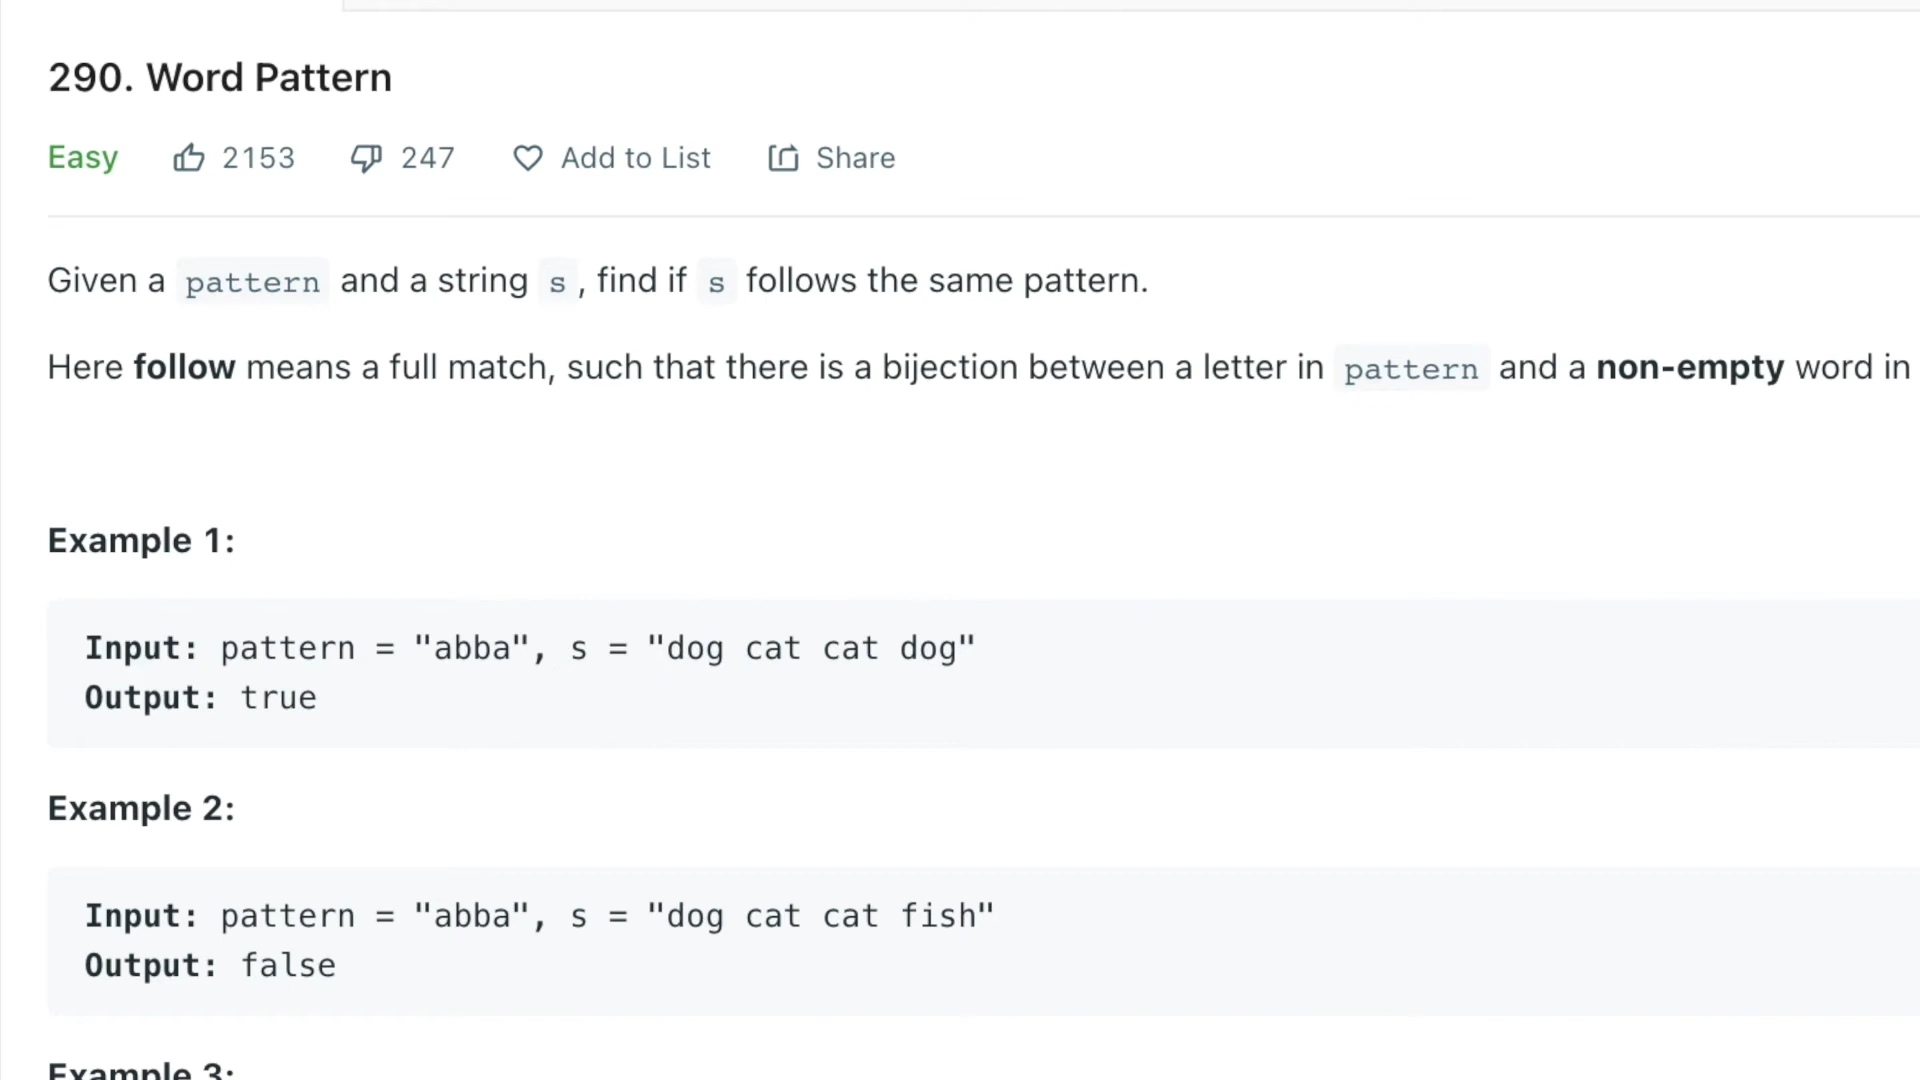 290. Word Pattern
Easy 2153 247 Add to List Share
Given a pattern and a string s, find if s follows the same pattern.
Here follow means a full match, such that there is a bijection between a letter in pattern and a non-empty word in
Example 1:
Input: pattern = "abba", s = "dog cat cat dog"
Output: true
Example 2:
Input: pattern = "abba", s = "dog cat cat fish"
Output: false
Example 3: